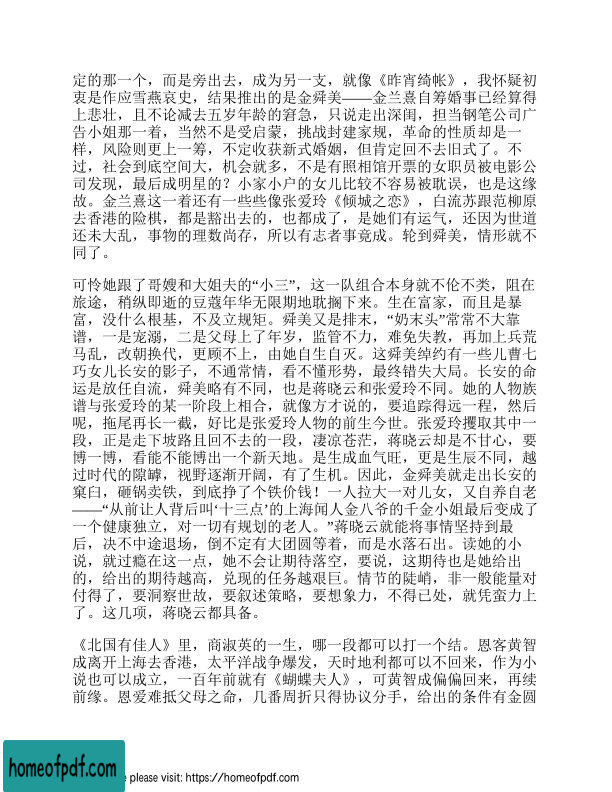 定的那一个，而是旁出去，成为另一支，就像《昨宵绮帐》，我怀疑初
衷是作应雪燕哀史，结果推出的是金舜美——金兰熹自筹婚事已经算得
上悲壮，且不论减去五岁年龄的窘急，只说走出深闺，担当钢笔公司广
告小姐那一着，当然不是受启蒙，挑战封建家规，革命的性质却是一
样，风险则更上一筹，不定收获新式婚姻，但肯定回不去旧式了。不
过，社会到底空间大，机会就多，不是有照相馆开票的女职员被电影公
司发现，最后成明星的？小家小户的女儿比较不容易被耽误，也是这缘
故。金兰熹这一着还有一些些像张爱玲《倾城之恋》，白流苏跟范柳原
去香港的险棋，都是豁出去的，也都成了，是她们有运气，还因为世道
还未大乱，事物的理数尚存，所以有志者事竟成。轮到舜美，情形就不
同了。
可怜她跟了哥嫂和大姐夫的“小三”，这一队组合本身就不伦不类，阻在
旅途，稍纵即逝的豆蔻年华无限期地耽搁下来。生在富家，而且是暴
富，没什么根基，不及立规矩。舜美又是排末，“奶末头”常常不大靠
谱，一是宠溺，二是父母上了年岁，监管不力，难免失教，再加上兵荒
马乱，改朝换代，更顾不上，由她自生自灭。这舜美绰约有一些儿曹七
巧女儿长安的影子，不通常情，看不懂形势，最终错失大局。长安的命
运是放任自流，舜美略有不同，也是蒋晓云和张爱玲不同。她的人物族
谱与张爱玲的某一阶段上相合，就像方才说的，要追踪得远一程，然后
呢，拖尾再长一截，好比是张爱玲人物的前生今世。张爱玲攫取其中一
段，正是走下坡路且回不去的一段，凄凉苍茫，蒋晓云却是不甘心，要
博一博，看能不能博出一个新天地。是生成血气旺，更是生辰不同，越
过时代的隙罅，视野逐渐开阔，有了生机。因此，金舜美就走出长安的
窠臼，砸锅卖铁，到底挣了个铁价钱！一人拉大一对儿女，又自养自老
——“从前让人背后叫‘十三点’的上海闻人金八爷的千金小姐最后变成了
一个健康独立，对一切有规划的老人。”蒋晓云就能将事情坚持到最
后，决不中途退场，倒不定有大团圆等着，而是水落石出。读她的小
说，就过瘾在这一点，她不会让期待落空，要说，这期待也是她给出
的，给出的期待越高，兑现的任务越艰巨。情节的陡峭，非一般能量对
付得了，要洞察世故，要叙述策略，要想象力，不得已处，就凭蛮力上
了。这几项，蒋晓云都具备。
《北国有佳人》里，商淑英的一生，哪一段都可以打一个结。恩客黄智
成离开上海去香港，太平洋战争爆发，天时地利都可以不回来，作为小
说也可以成立，一百年前就有《蝴蝶夫人》，可黄智成偏偏回来，再续
前缘。恩爱难抵父母之命，几番周折只得协议分手，给出的条件有金圆
homeofpdf.com
e please visit: https://homeofpdf.com